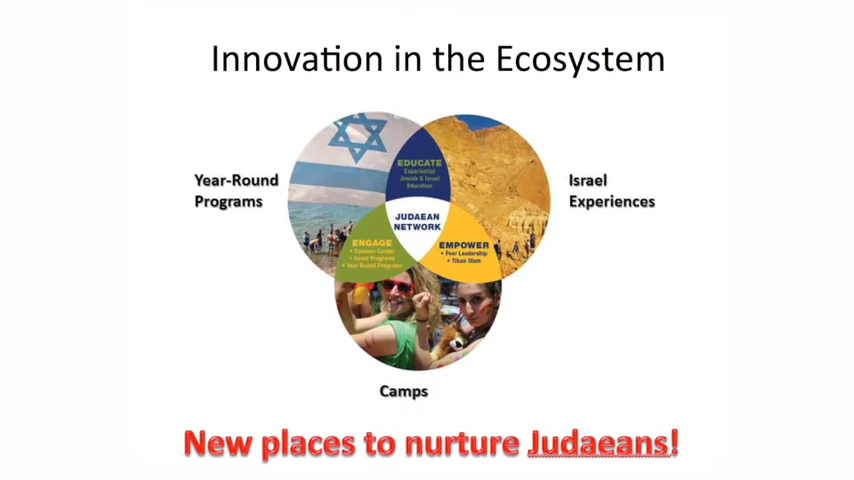 Innovation in the Ecosystem
Year-Round
Programs
EDUCATE
Experiential
Jewish & Israel
Education
Israel
Experiences
JUDAEAN
NETWORK
ENGAGE
• Summer Camps
• Israel Programs
• Year Round Programs
EMPOWER
• Peer Leadership
• Tikun Olum
Camps
New places to nurture Judaeans!